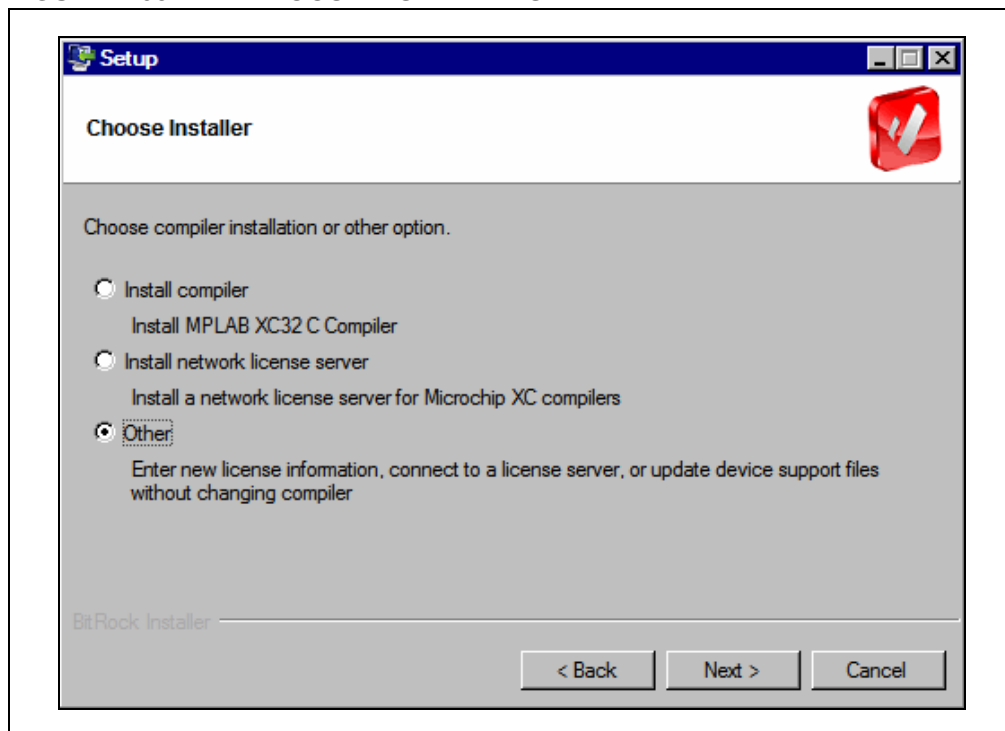 Setup
Choose Installer
Choose compiler installation or other option.
Install compiler
Install MPLAB XC32 C Compiler
Install network license server
Install a network license server for Microchip XC compilers
Other
Enter new license information, connect to a license server, or update device support files
without changing compiler
BitRock Installer
< Back Next > Cancel